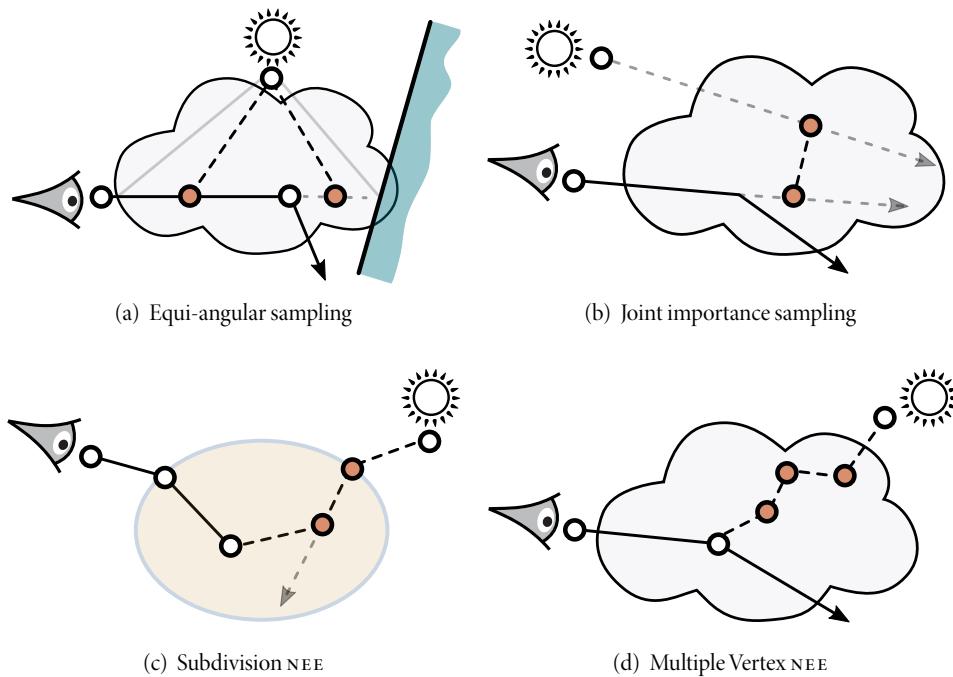 (a) Equi-angular sampling
(b) Joint importance sampling
(c) Subdivision NEE
(d) Multiple Vertex NEE